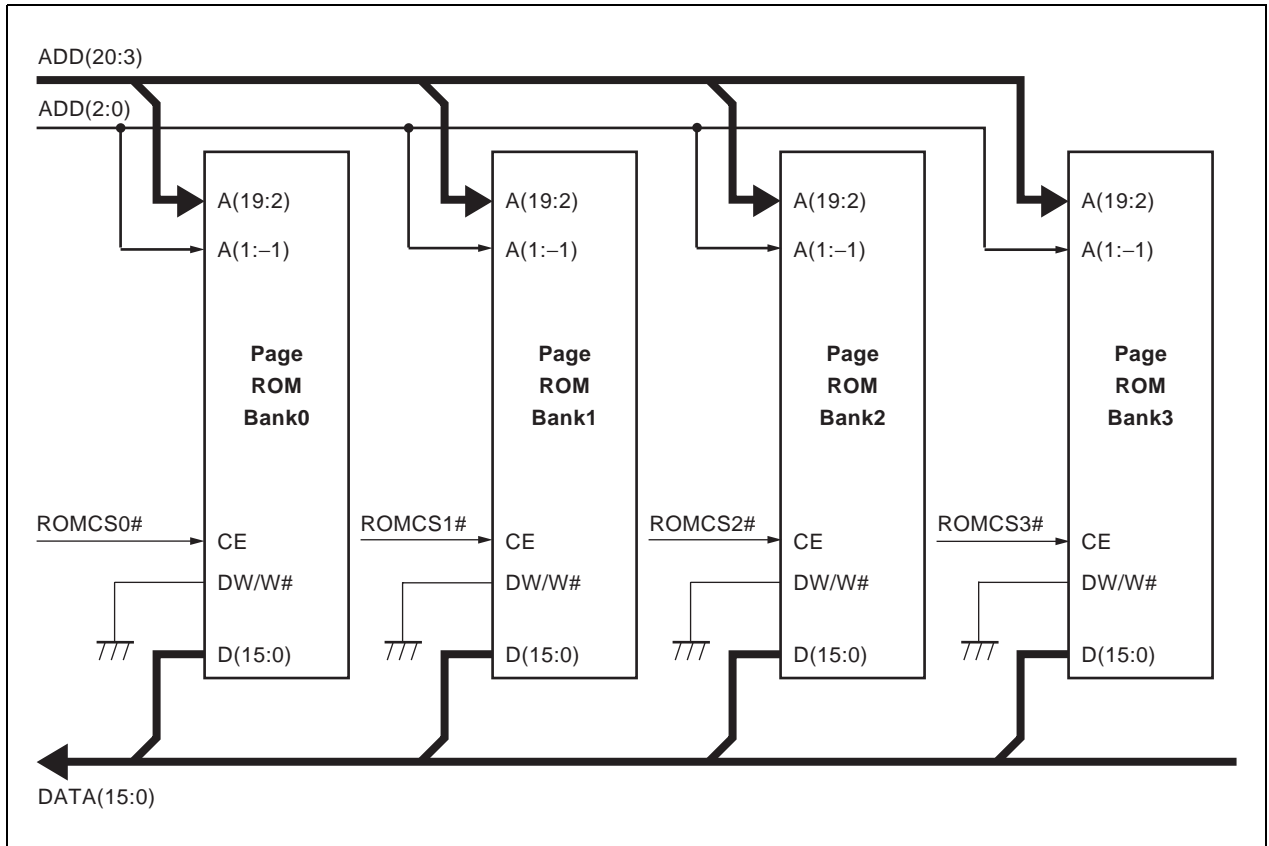 ADD(20:3)
ADD(2:0)
A(19:2)
A(1:−1)
Page
ROM
Bank0
ROMCS0#
CE
DW/W#
D(15:0)
A(19:2)
A(1:−1)
Page
ROM
Bank1
ROMCS1#
CE
DW/W#
D(15:0)
A(19:2)
A(1:−1)
Page
ROM
Bank2
ROMCS2#
CE
DW/W#
D(15:0)
A(19:2)
A(1:−1)
Page
ROM
Bank3
ROMCS3#
CE
DW/W#
D(15:0)
DATA(15:0)